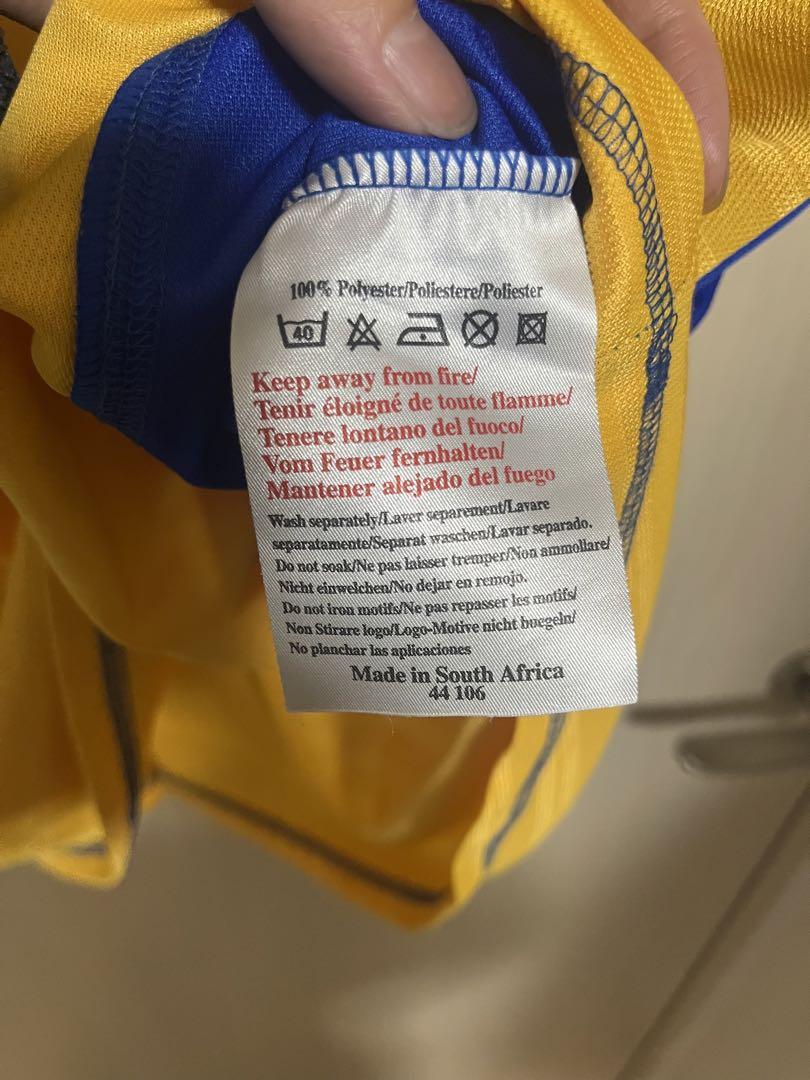 100% Polyester/Poliestere/Poliester
40
Keep away from fire/
Tenir éloigné de toute flamme/
Tenere lontano del fuoco/
Vom Feuer fernhalten/
Mantener alejado del fuego
Wash separately/Laver separement/Lavare
separatamente/Separat waschen/Lavar separado.
Do not soak/Ne pas laisser tremper/Non ammollare/
Nicht einwelchen/No dejar en remojo.
Do not iron motifs/Ne pas repasser les motifs/
Non Stirare logo/Logo-Motive nicht buegeln/
No planchar las aplicaciones
Made in South Africa
44 106